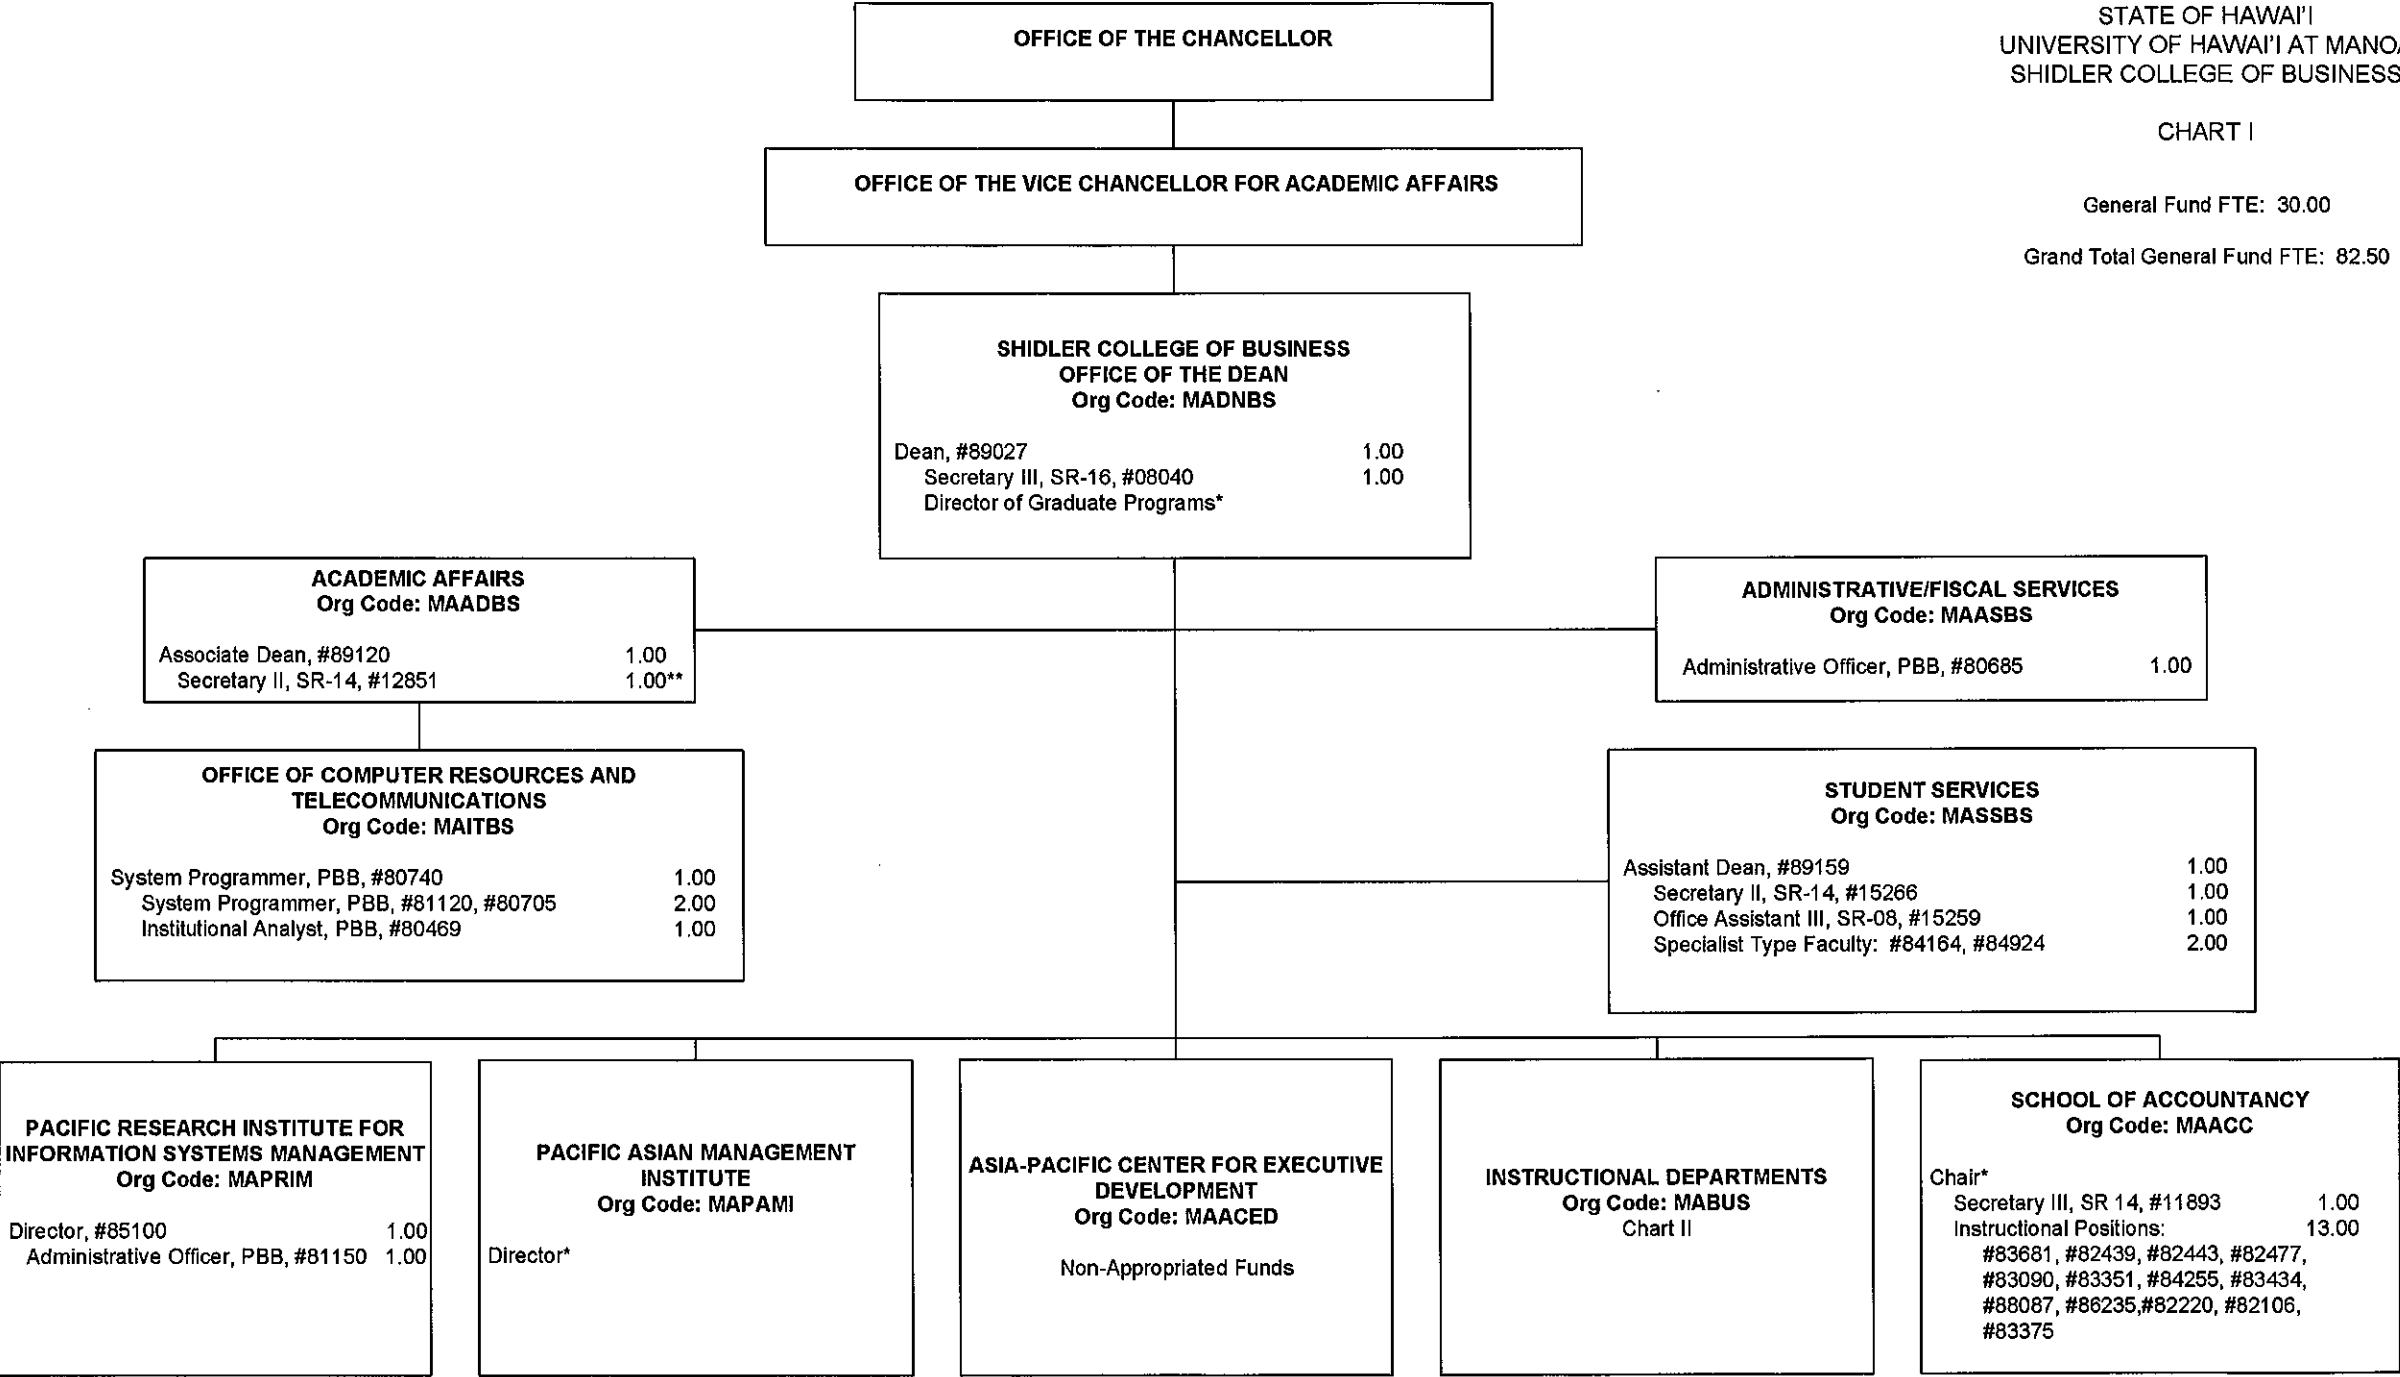 STATE OF HAWAI'I
UNIVERSITY OF HAWAI'I AT MANOA
SHIDLER COLLEGE OF BUSINESS
CHART I
General Fund FTE: 30.00
Grand Total General Fund FTE: 82.50
OFFICE OF THE CHANCELLOR
OFFICE OF THE VICE CHANCELLOR FOR ACADEMIC AFFAIRS
SHIDLER COLLEGE OF BUSINESS
OFFICE OF THE DEAN
Org Code: MADNBS
Dean, #89027 1.00
Secretary III, SR-16, #08040 1.00
Director of Graduate Programs*
ACADEMIC AFFAIRS
Org Code: MAADBS
Associate Dean, #89120 1.00
Secretary II, SR-14, #12851 1.00**
ADMINISTRATIVE/FISCAL SERVICES
Org Code: MAASBS
Administrative Officer, PBB, #80685 1.00
OFFICE OF COMPUTER RESOURCES AND
TELECOMMUNICATIONS
Org Code: MAITBS
System Programmer, PBB, #80740 1.00
System Programmer, PBB, #81120, #80705 2.00
Institutional Analyst, PBB, #80469 1.00
STUDENT SERVICES
Org Code: MASSBS
Assistant Dean, #89159 1.00
Secretary II, SR-14, #15266 1.00
Office Assistant III, SR-08, #15259 1.00
Specialist Type Faculty: #84164, #84924 2.00
PACIFIC RESEARCH INSTITUTE FOR
INFORMATION SYSTEMS MANAGEMENT
Org Code: MAPRIM
Director, #85100 1.00
Administrative Officer, PBB, #81150 1.00
PACIFIC ASIAN MANAGEMENT
INSTITUTE
Org Code: MAPAMI
Director*
ASIA-PACIFIC CENTER FOR EXECUTIVE
DEVELOPMENT
Org Code: MAACED
Non-Appropriated Funds
INSTRUCTIONAL DEPARTMENTS
Org Code: MABUS
Chart II
SCHOOL OF ACCOUNTANCY
Org Code: MAACC
Chair*
Secretary III, SR 14, #11893 1.00
Instructional Positions: 13.00
#83681, #82439, #82443, #82477,
#83090, #83351, #84255, #83434,
#88087, #86235,#82220, #82106,
#83375